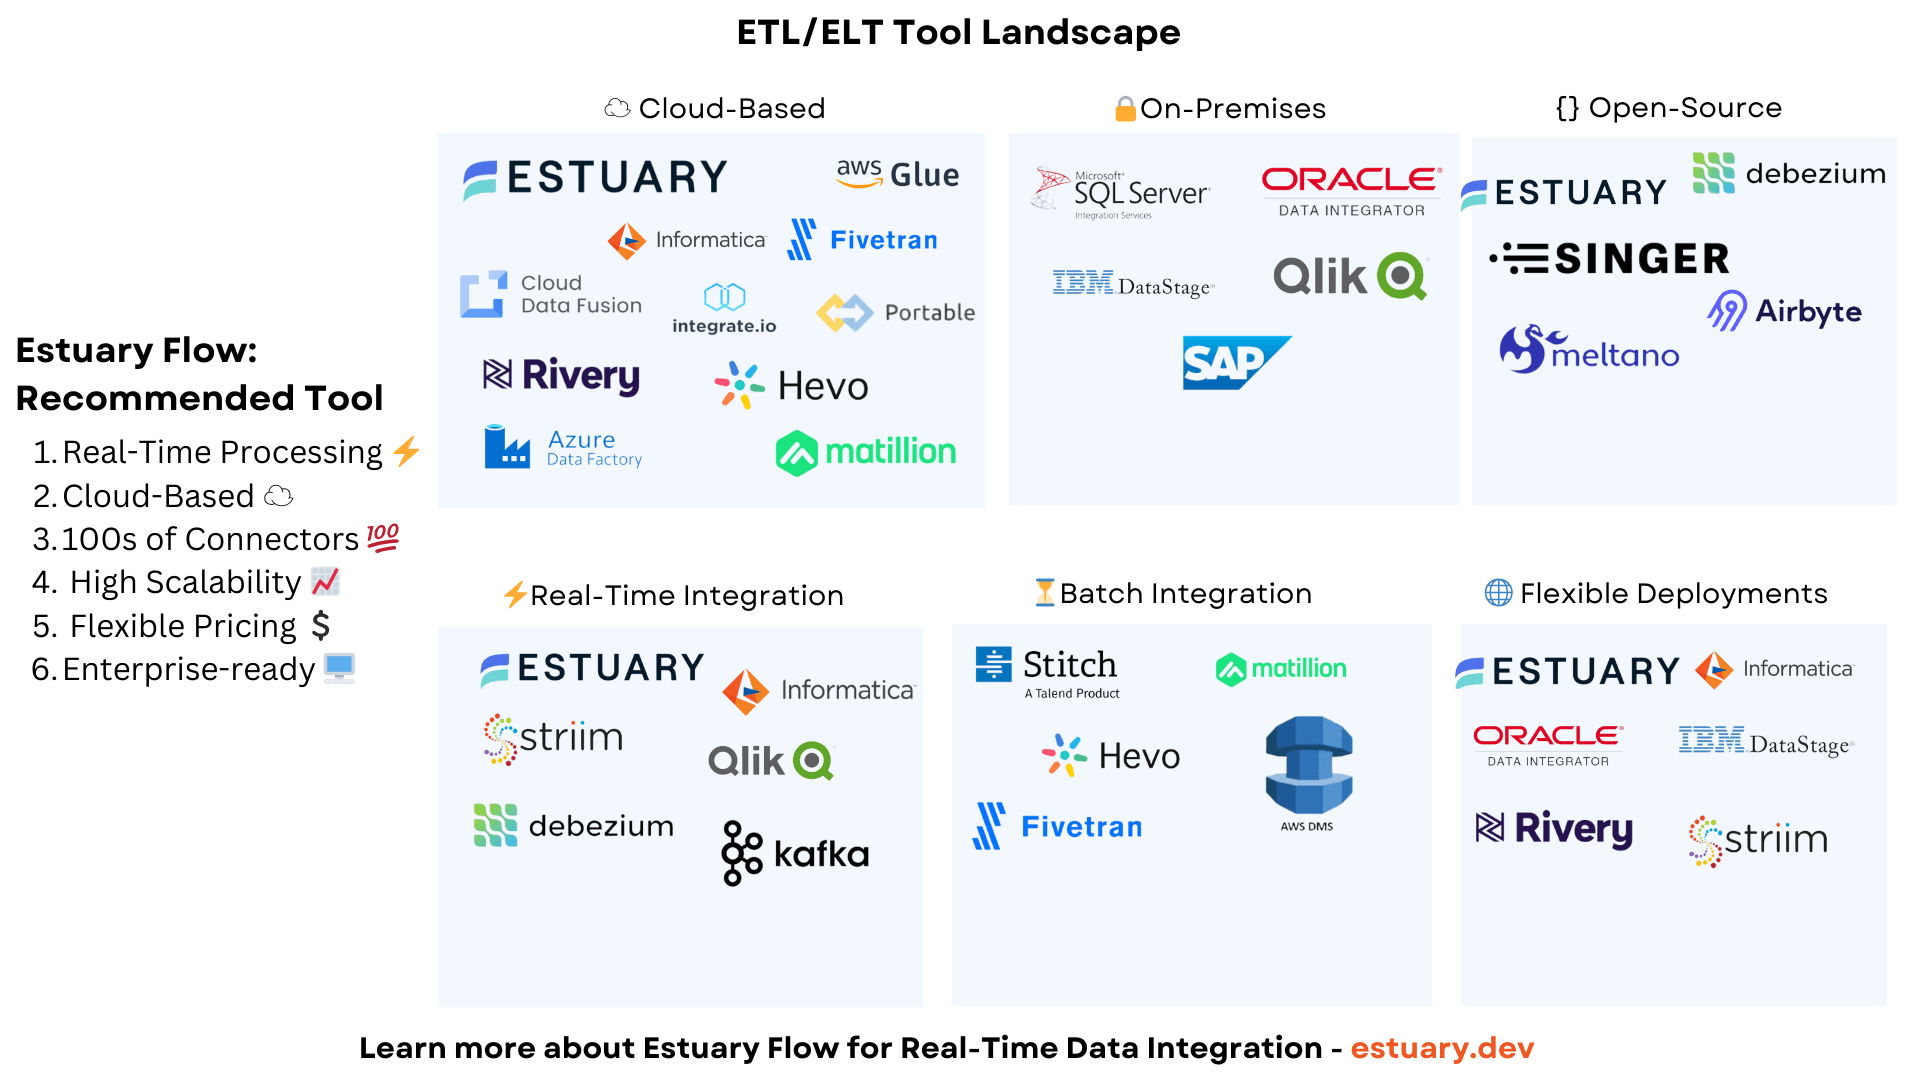 ETL/ELT Tool Landscape
Estuary Flow:
Recommended Tool
1. Real-Time Processing ⚡
2. Cloud-Based
3. 100s of Connectors 💯
4. High Scalability 📈
5. Flexible Pricing $
6. Enterprise-ready 🖥️
Cloud-Based
ESTUARY
aws Glue
Informatica
Fivetran
Cloud
Data Fusion
integrate.io
Portable
Rivery
Hevo
Azure
Data Factory
matillion
🔒On-Premises
Microsoft®
SQL Server
Integration Services
ORACLE®
DATA INTEGRATOR
IBM DataStage
Qlik
SAP
{} Open-Source
ESTUARY
debezium
SINGER
Airbyte
meltano
⚡Real-Time Integration
ESTUARY
Informatica
striim
Qlik
debezium
kafka
⏳Batch Integration
Stitch
A Talend Product
matillion
Hevo
AWS DMS
Fivetran
🌐 Flexible Deployments
ESTUARY
Informatica
ORACLE®
DATA INTEGRATOR
IBM DataStage®
Rivery
striim
Learn more about Estuary Flow for Real-Time Data Integration - estuary.dev